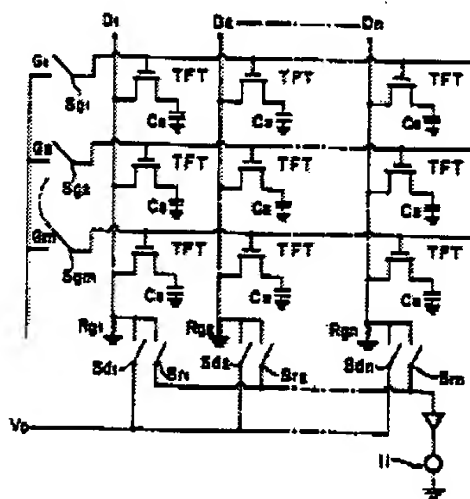 D1 D2 Dn
G1 TFT TFT TFT
Sg1 Cs Cs Cs
G2 TFT TFT TFT
Sg2 Cs Cs Cs
Gm TFT TFT TFT
Sgm Cs Cs Cs
Rg1 Rg2 Rgn
Sd1 Sr1 Sd2 Sr2 Sdn Srn
VD
11